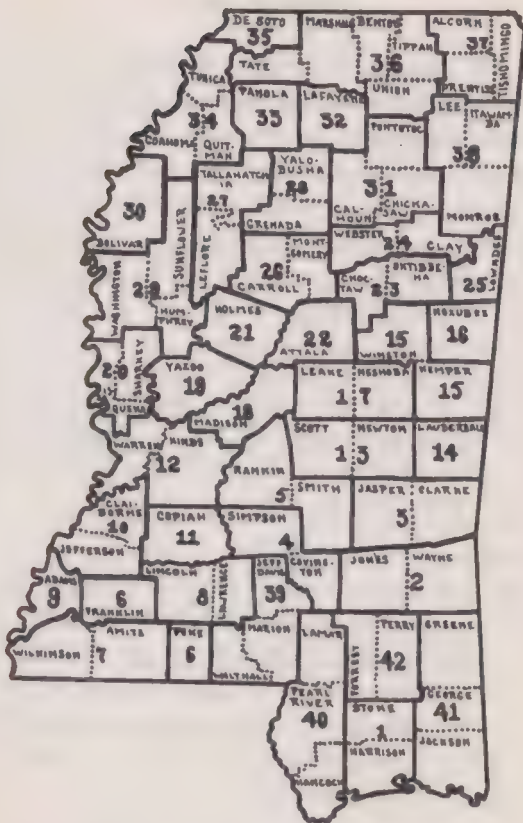 DE SOTO
35
MARSHALL
BENTON
TIPPAH
36
ALCORN
37
TISHOMINGO
TUNICA
TATE
PRENTISS
UNION
PANOLA
33
LAFAYETTE
32
LEE
ITAWAMBA
38
34
COAHOMA
QUITMAN
PONTOTOC
TALLAHATCHIA
27
YALOBUSHA
28
31
CALHOUN
CHICKASAW
MONROE
30
BOLIVAR
SUNFLOWER
GRENADA
LEFLORE
WEBSTER
24
CLAY
WASHINGTON
29
CARROLL
26
MONTGOMERY
CHOCTAW
23
OKTIBBEHA
25
HUMPHREY
HOLMES
21
ATTALA
22
WINSTON
15
NOXUBEE
16
20
SHARKEY
YAZOO
19
LEAKE
NESHOBA
17
KEMPER
15
MADISON
18
WARREN
HINDS
12
SCOTT
NEWTON
13
LAUDERDALE
14
RANKIN
5
SMITH
JASPER
CLARKE
3
CLAIBORNE
10
JEFFERSON
COPIAH
11
SIMPSON
4
COVINGTON
JONES
WAYNE
2
ADAMS
9
FRANKLIN
6
LINCOLN
8
LAWRENCE
JEFF DAVIS
39
WILKINSON
AMITE
7
PIKE
6
WALTHALL
MARION
LAMAR
FORREST
PERRY
42
GREENE
PEARL RIVER
40
STONE
1
GEORGE
41
HANCOCK
HARRISON
JACKSON